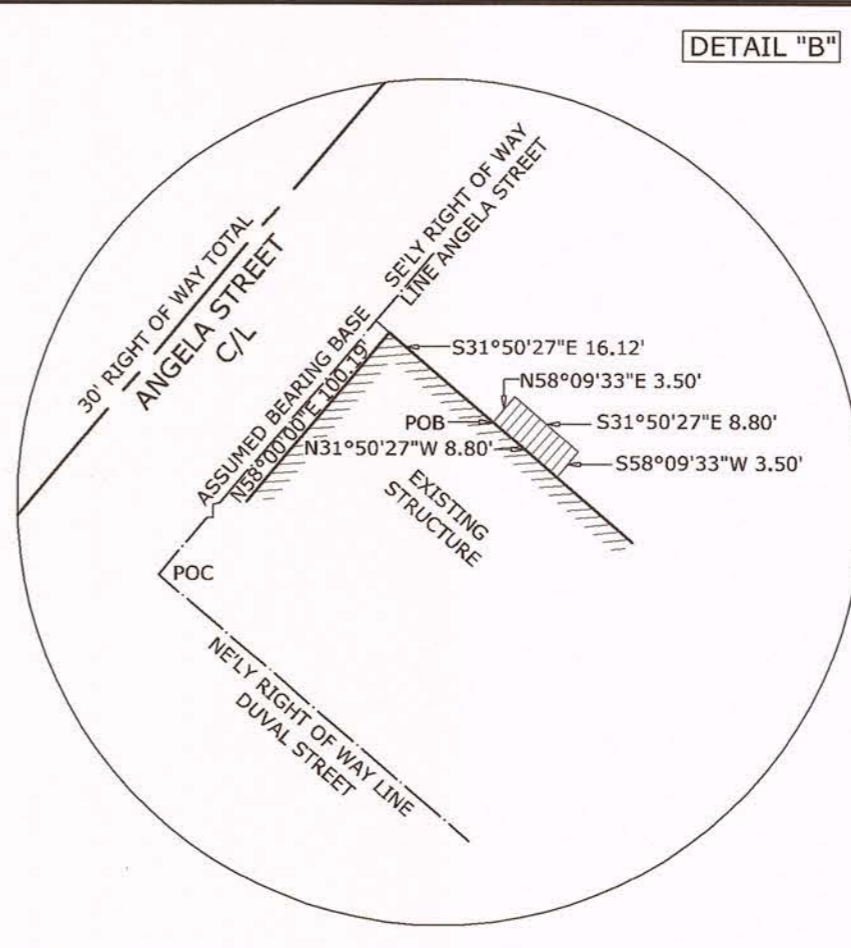 DETAIL "B"
30' RIGHT OF WAY TOTAL
ANGELA STREET
C/L
SE'LY RIGHT OF WAY
LINE ANGELA STREET
ASSUMED BEARING BASE
N58°00'00"E 100.19'
S31°50'27"E 16.12'
N58°09'33"E 3.50'
POB
S31°50'27"E 8.80'
N31°50'27"W 8.80'
S58°09'33"W 3.50'
EXISTING
STRUCTURE
POC
NE'LY RIGHT OF WAY LINE
DUVAL STREET